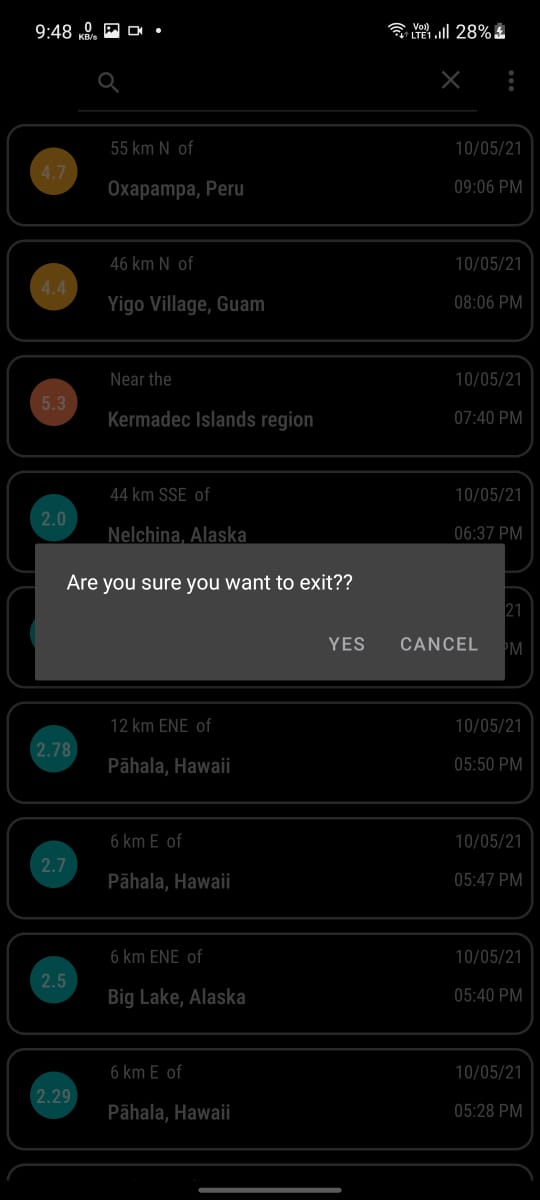 9:48 0 KB/s Vo)) LTE1 28%
55 km N of 10/05/21
4.7 Oxapampa, Peru 09:06 PM
46 km N of 10/05/21
4.4 Yigo Village, Guam 08:06 PM
Near the 10/05/21
5.3 Kermadec Islands region 07:40 PM
44 km SSE of 10/05/21
2.0 Nelchina, Alaska 06:37 PM
Are you sure you want to exit??
21
YES CANCEL
PM
12 km ENE of 10/05/21
2.78 Pāhala, Hawaii 05:50 PM
6 km E of 10/05/21
2.7 Pāhala, Hawaii 05:47 PM
6 km ENE of 10/05/21
2.5 Big Lake, Alaska 05:40 PM
6 km E of 10/05/21
2.29 Pāhala, Hawaii 05:28 PM